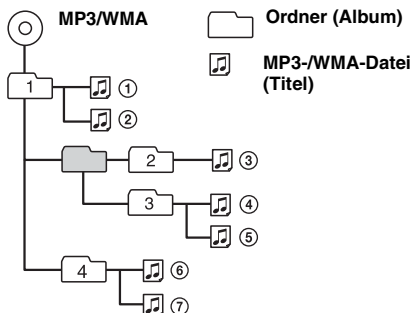 MP3/WMA
Ordner (Album)
MP3-/WMA-Datei
(Titel)
1
①
②
2
③
3
④
⑤
4
⑥
⑦